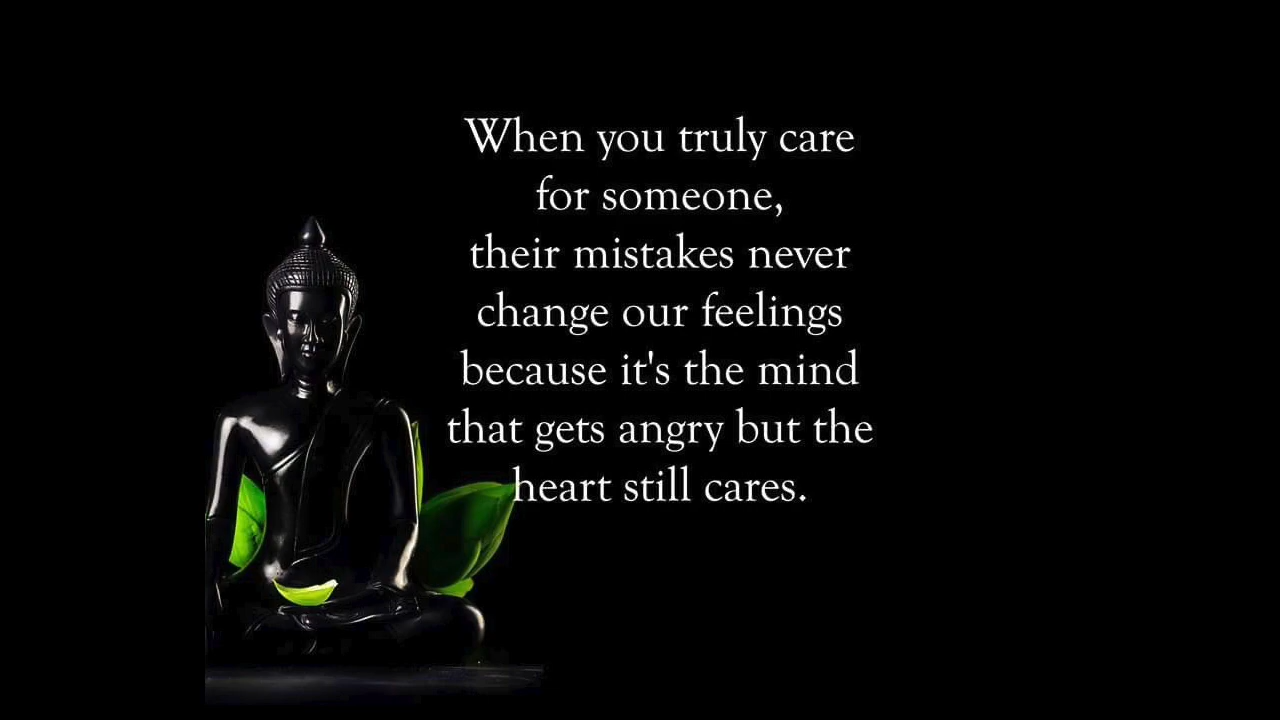 When you truly care
for someone,
their mistakes never
change our feelings
because it's the mind
that gets angry but the
heart still cares.